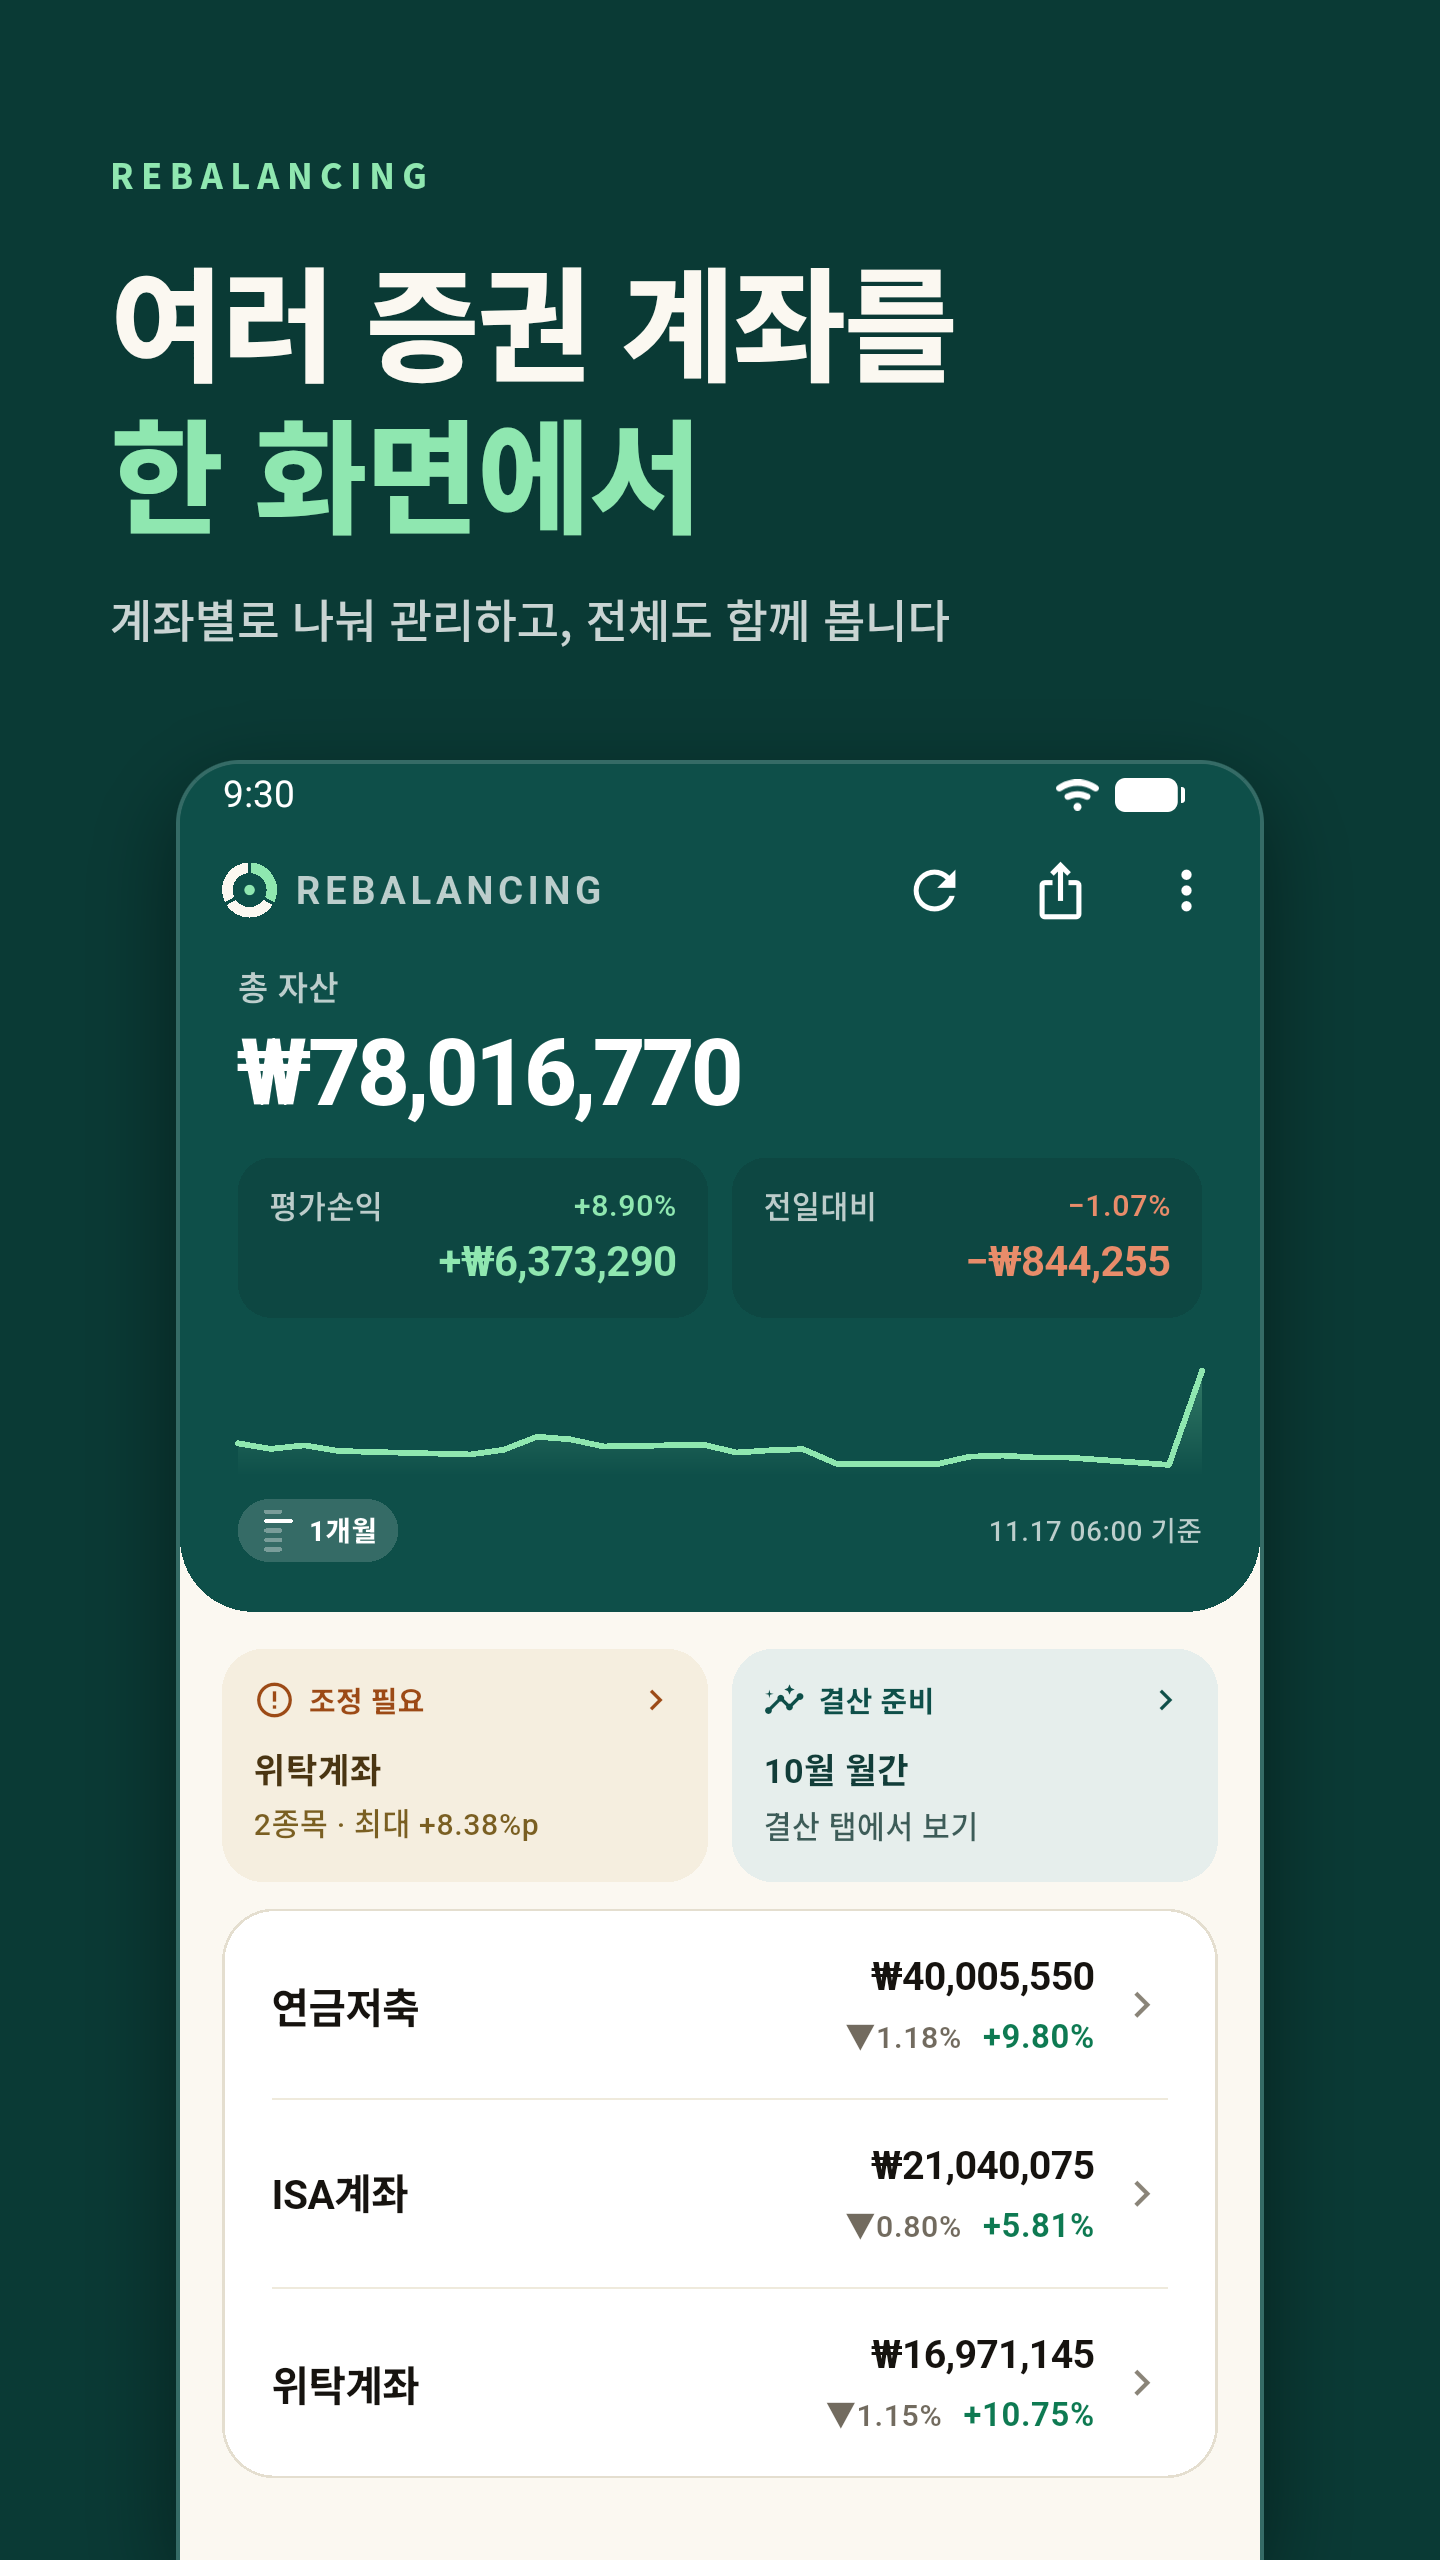 REBALANCING
여러 증권 계좌를
한 화면에서
계좌별로 나눠 관리하고, 전체도 함께 봅니다
9:30
REBALANCING
총 자산
₩78,016,770
평가손익 +8.90%
+₩6,373,290
전일대비 −1.07%
−₩844,255
1개월
11.17 06:00 기준
조정 필요
위탁계좌
2종목 · 최대 +8.38%p
결산 준비
10월 월간
결산 탭에서 보기
연금저축
₩40,005,550
▼1.18% +9.80%
ISA계좌
₩21,040,075
▼0.80% +5.81%
위탁계좌
₩16,971,145
▼1.15% +10.75%